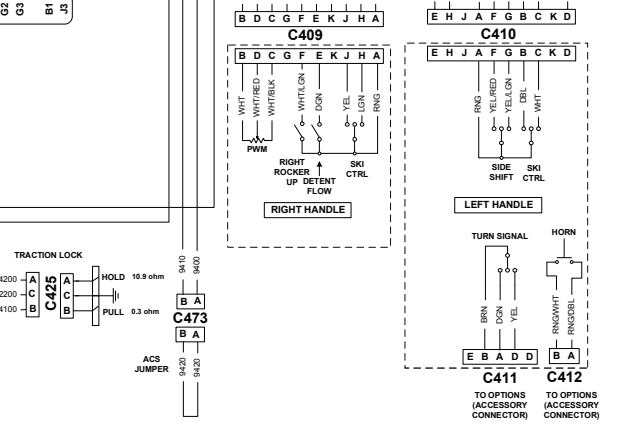 G2
G3
B1
J3
B D C G F E K J H A
C409
B D C G F E K J H A
WHT
WHT/RED
WHT/BLK
WHT/LGN
DGN
YEL
LGN
RNG
PWM
RIGHT
ROCKER
UP
DETENT
FLOW
SKI
CTRL
RIGHT HANDLE
E H J A F G B C K D
C410
E H J A F G B C K D
RNG
YEL/RED
YEL/LGN
DBL
WHT
SIDE
SHIFT
SKI
CTRL
LEFT HANDLE
TURN SIGNAL
HORN
BRN
DGN
YEL
RNG/WHT
RNG/DBL
E B A D D
B A
C411
C412
TO OPTIONS
(ACCESSORY
CONNECTOR)
TO OPTIONS
(ACCESSORY
CONNECTOR)
TRACTION LOCK
4200 A
2200 C
4100 B
C425
A
C
B
HOLD 10.9 ohm
PULL 0.3 ohm
9410
9400
B A
C473
B A
ACS
JUMPER
9420
9420